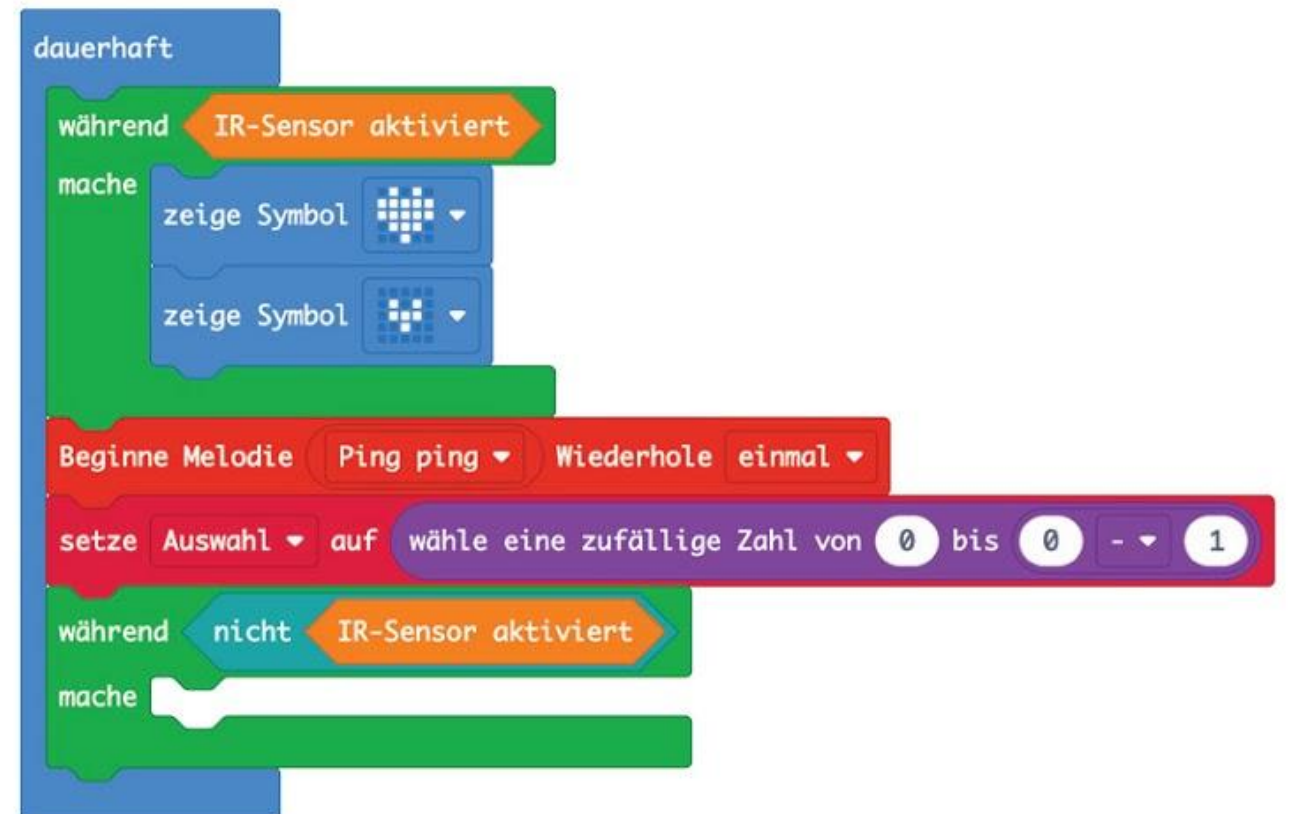 dauerhaft
während IR-Sensor aktiviert
mache
zeige Symbol
zeige Symbol
Beginne Melodie Ping ping Wiederhole einmal
setze Auswahl auf wähle eine zufällige Zahl von 0 bis 0 - 1
während nicht IR-Sensor aktiviert
mache